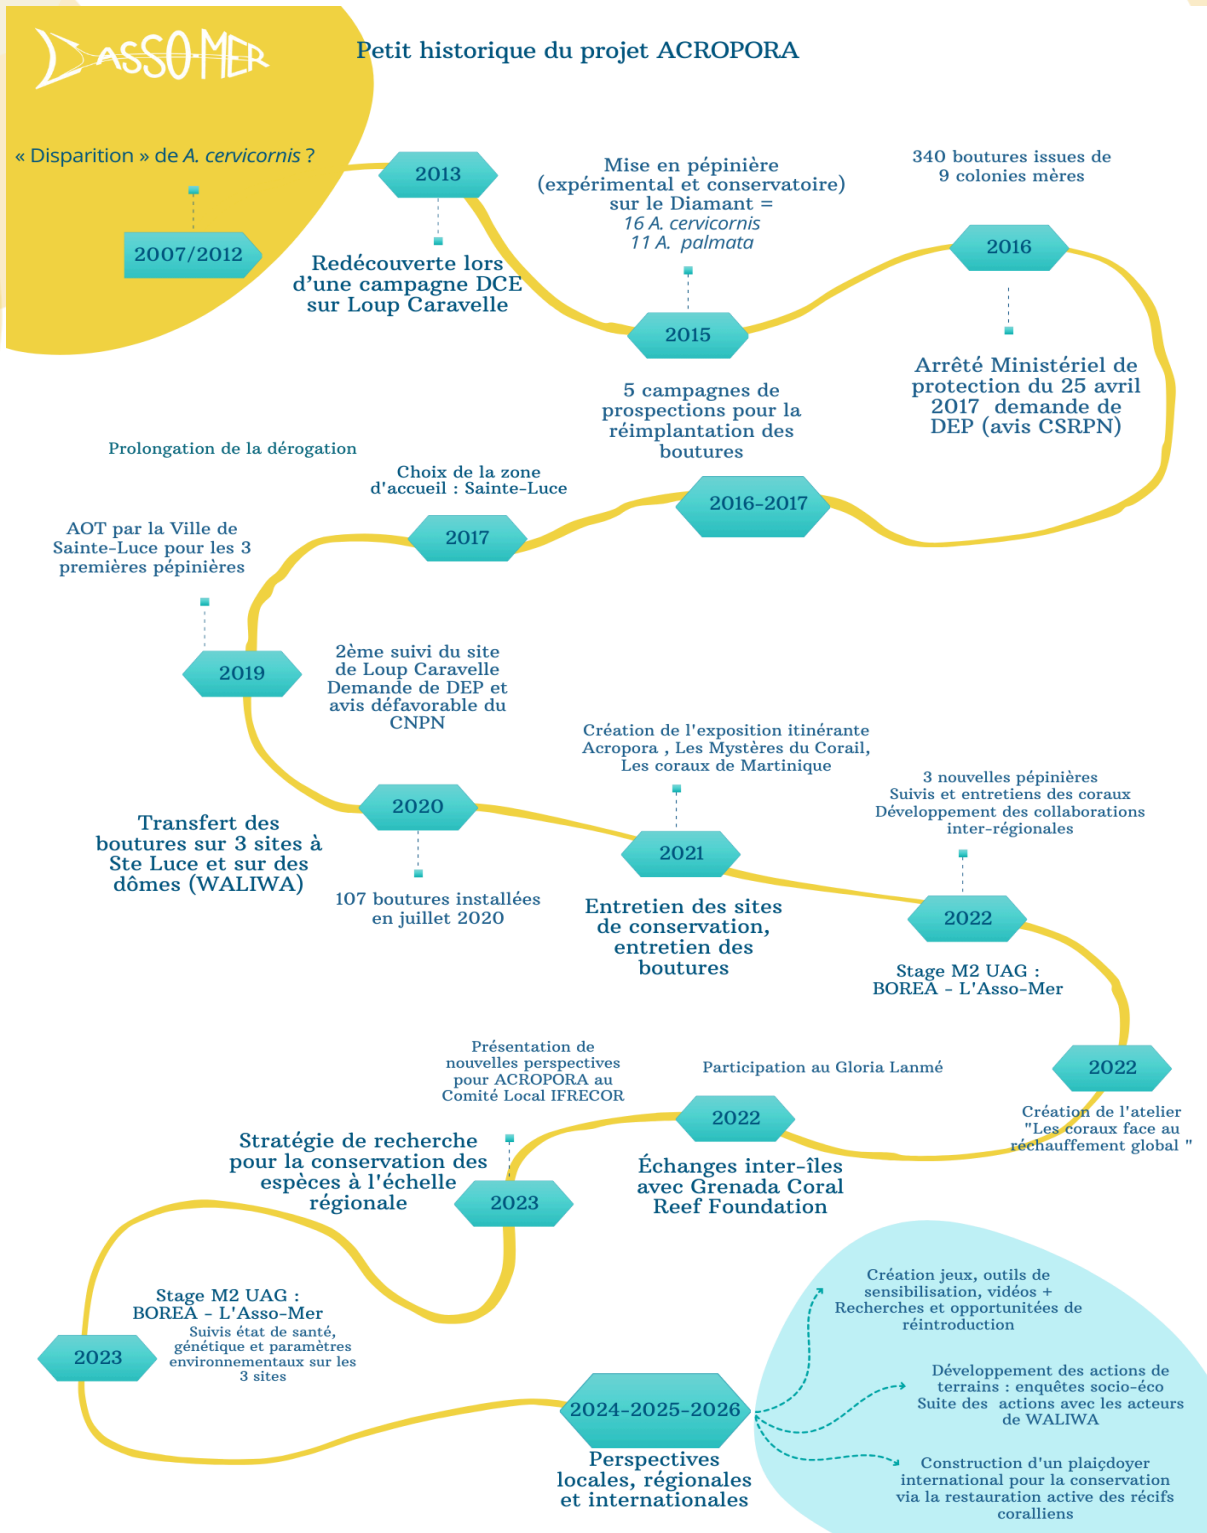 L'ASSO-MER
Petit historique du projet ACROPORA
« Disparition » de A. cervicornis ?
2007/2012
2013
Redécouverte lors
d’une campagne DCE
sur Loup Caravelle
Mise en pépinière
(expérimental et conservatoire)
sur le Diamant =
16 A. cervicornis
11 A. palmata
2015
340 boutures issues de
9 colonies mères
2016
Arrêté Ministériel de
protection du 25 avril
2017 demande de
DEP (avis CSRPN)
5 campagnes de
prospections pour la
réimplantation des
boutures
2016-2017
Choix de la zone
d'accueil : Sainte-Luce
2017
Prolongation de la dérogation
AOT par la Ville de
Sainte-Luce pour les 3
premières pépinières
2019
2ème suivi du site
de Loup Caravelle
Demande de DEP et
avis défavorable du
CNPN
Transfert des
boutures sur 3 sites à
Ste Luce et sur des
dômes (WALIWA)
2020
107 boutures installées
en juillet 2020
Création de l'exposition itinérante
Acropora , Les Mystères du Corail,
Les coraux de Martinique
2021
Entretien des sites
de conservation,
entretien des
boutures
3 nouvelles pépinières
Suivis et entretiens des coraux
Développement des collaborations
inter-régionales
2022
Stage M2 UAG :
BOREA - L'Asso-Mer
2022
Création de l'atelier
"Les coraux face au
réchauffement global "
Participation au Gloria Lanmé
2022
Échanges inter-îles
avec Grenada Coral
Reef Foundation
Présentation de
nouvelles perspectives
pour ACROPORA au
Comité Local IFRECOR
Stratégie de recherche
pour la conservation des
espèces à l'échelle
régionale
2023
Stage M2 UAG :
BOREA - L'Asso-Mer
Suivis état de santé,
génétique et paramètres
environnementaux sur les
3 sites
2023
2024-2025-2026
Perspectives
locales, régionales
et internationales
Création jeux, outils de
sensibilisation, vidéos +
Recherches et opportunitées de
réintroduction
Développement des actions de
terrains : enquêtes socio-éco
Suite des actions avec les acteurs
de WALIWA
Construction d'un plaiçdoyer
international pour la conservation
via la restauration active des récifs
coralliens